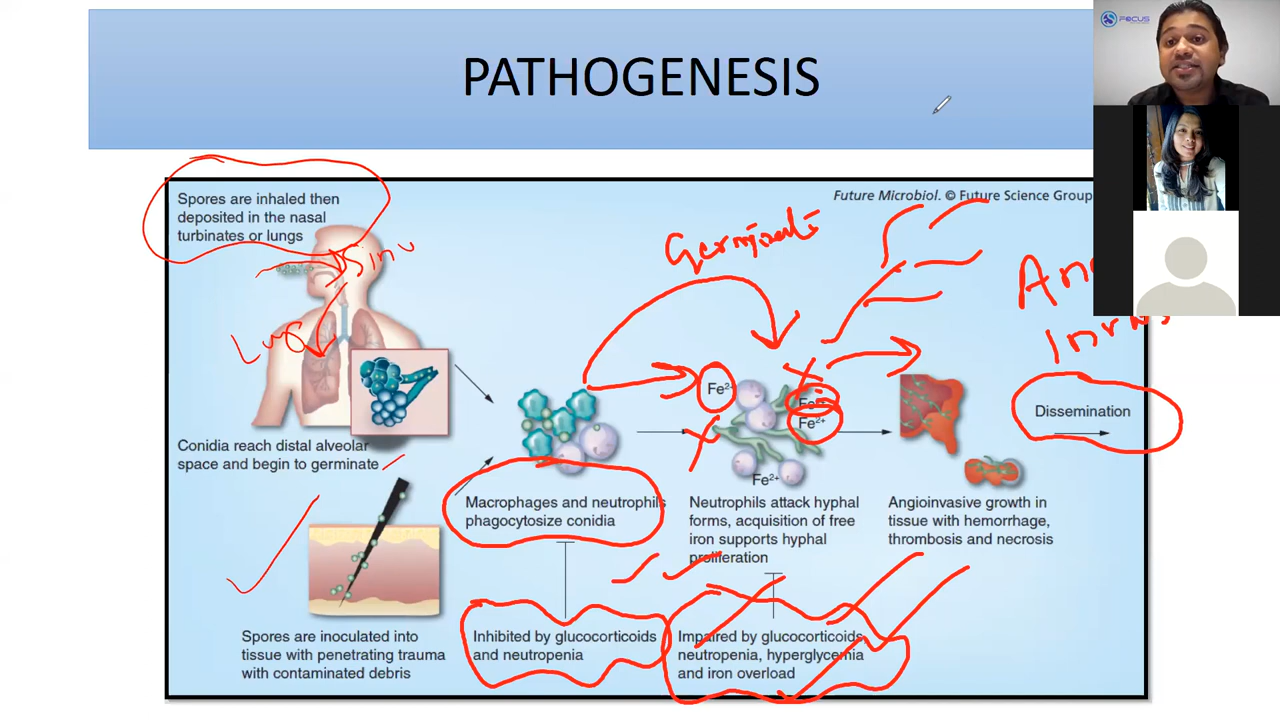 FOCUS
PATHOGENESIS
Spores are inhaled then
deposited in the nasal
turbinates or lungs
Future Microbiol. © Future Science Group
Sinu
Lung
Fe2+
Fe2+
Fe2+
Fe2+
Dissemination
Conidia reach distal alveolar
space and begin to germinate
Macrophages and neutrophils
phagocytosize conidia
Neutrophils attack hyphal
forms, acquisition of free
iron supports hyphal
proliferation
Angioinvasive growth in
tissue with hemorrhage,
thrombosis and necrosis
Spores are inoculated into
tissue with penetrating trauma
with contaminated debris
Inhibited by glucocorticoids
and neutropenia
Impaired by glucocorticoids,
neutropenia, hyperglycemia
and iron overload